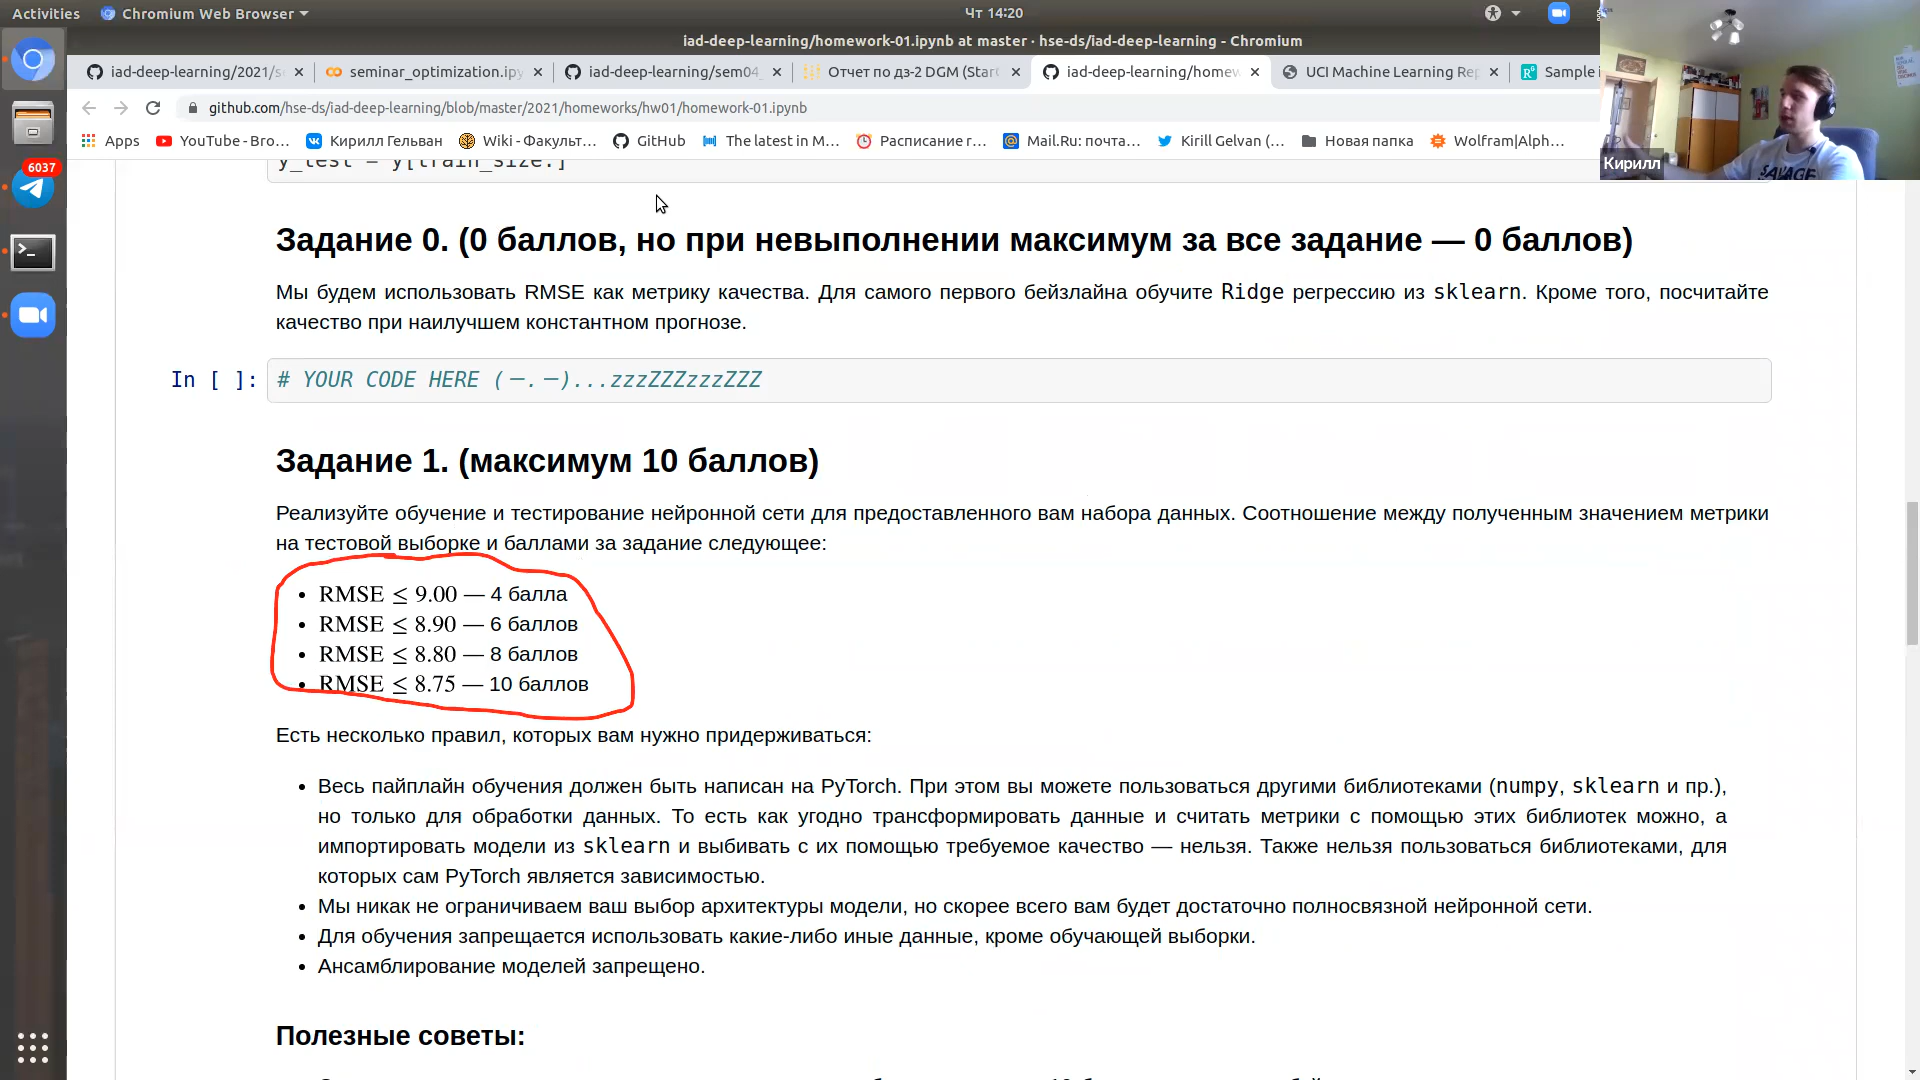 Activities Chromium Web Browser Чт 14:20
iad-deep-learning/homework-01.ipynb at master · hse-ds/iad-deep-learning - Chromium
iad-deep-learning/2021/se seminar_optimization.ipy iad-deep-learning/sem04_ Отчет по дз-2 DGM (Star iad-deep-learning/homew UCI Machine Learning Rep Sample i
github.com/hse-ds/iad-deep-learning/blob/master/2021/homeworks/hw01/homework-01.ipynb
Apps YouTube - Bro... Кирилл Гельван Wiki - Факульт... GitHub The latest in M... Расписание г... Mail.Ru: почта... Kirill Gelvan (... Новая папка Wolfram|Alph...
Кирилл
6037
y_test = y[train_size:]
Задание 0. (0 баллов, но при невыполнении максимум за все задание — 0 баллов)
Мы будем использовать RMSE как метрику качества. Для самого первого бейзлайна обучите Ridge регрессию из sklearn. Кроме того, посчитайте
качество при наилучшем константном прогнозе.
In [ ]: # YOUR CODE HERE (－.－)...zzzZZZzzzZZZ
Задание 1. (максимум 10 баллов)
Реализуйте обучение и тестирование нейронной сети для предоставленного вам набора данных. Соотношение между полученным значением метрики
на тестовой выборке и баллами за задание следующее:
• RMSE ≤ 9.00 — 4 балла
• RMSE ≤ 8.90 — 6 баллов
• RMSE ≤ 8.80 — 8 баллов
• RMSE ≤ 8.75 — 10 баллов
Есть несколько правил, которых вам нужно придерживаться:
• Весь пайплайн обучения должен быть написан на PyTorch. При этом вы можете пользоваться другими библиотеками (numpy, sklearn и пр.),
но только для обработки данных. То есть как угодно трансформировать данные и считать метрики с помощью этих библиотек можно, а
импортировать модели из sklearn и выбивать с их помощью требуемое качество — нельзя. Также нельзя пользоваться библиотеками, для
которых сам PyTorch является зависимостью.
• Мы никак не ограничиваем ваш выбор архитектуры модели, но скорее всего вам будет достаточно полносвязной нейронной сети.
• Для обучения запрещается использовать какие-либо иные данные, кроме обучающей выборки.
• Ансамблирование моделей запрещено.
Полезные советы: